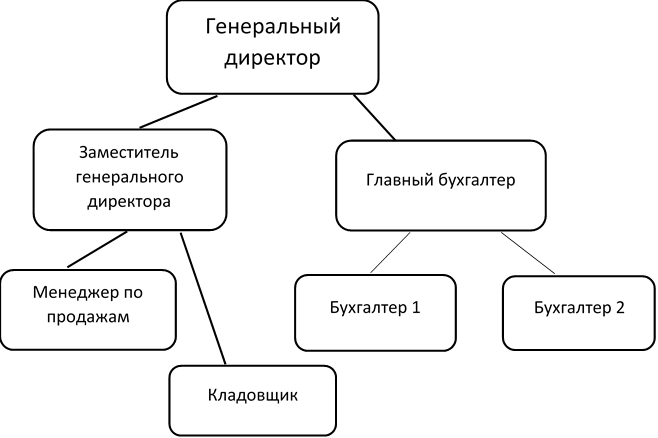 Генеральный
директор
Заместитель
генерального
директора
Главный бухгалтер
Менеджер по
продажам
Бухгалтер 1
Бухгалтер 2
Кладовщик